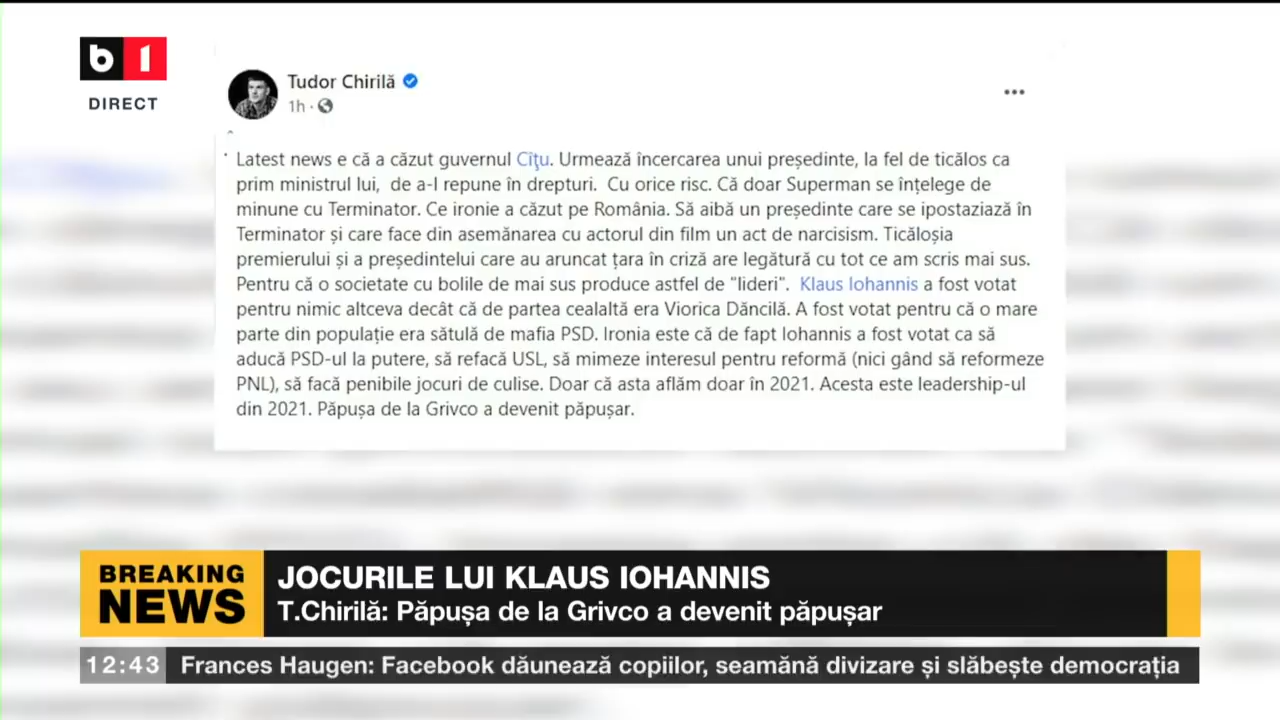 b1
DIRECT
Tudor Chirilă
1h ·
Latest news e că a căzut guvernul Cîţu. Urmează încercarea unui președinte, la fel de ticălos ca
prim ministrul lui, de a-l repune în drepturi. Cu orice risc. Că doar Superman se înțelege de
minune cu Terminator. Ce ironie a căzut pe România. Să aibă un președinte care se ipostaziază în
Terminator și care face din asemănarea cu actorul din film un act de narcisism. Ticăloșia
premierului și a președintelui care au aruncat țara în criză are legătură cu tot ce am scris mai sus.
Pentru că o societate cu bolile de mai sus produce astfel de "lideri". Klaus Iohannis a fost votat
pentru nimic altceva decât că de partea cealaltă era Viorica Dăncilă. A fost votat pentru că o mare
parte din populație era sătulă de mafia PSD. Ironia este că de fapt Iohannis a fost votat ca să
aducă PSD-ul la putere, să refacă USL, să mimeze interesul pentru reformă (nici gând să reformeze
PNL), să facă penibile jocuri de culise. Doar că asta aflăm doar în 2021. Acesta este leadership-ul
din 2021. Păpușa de la Grivco a devenit păpușar.
BREAKING
NEWS
JOCURILE LUI KLAUS IOHANNIS
T.Chirilă: Păpușa de la Grivco a devenit păpușar
12:43 Frances Haugen: Facebook dăunează copiilor, seamănă divizare și slăbește democrația